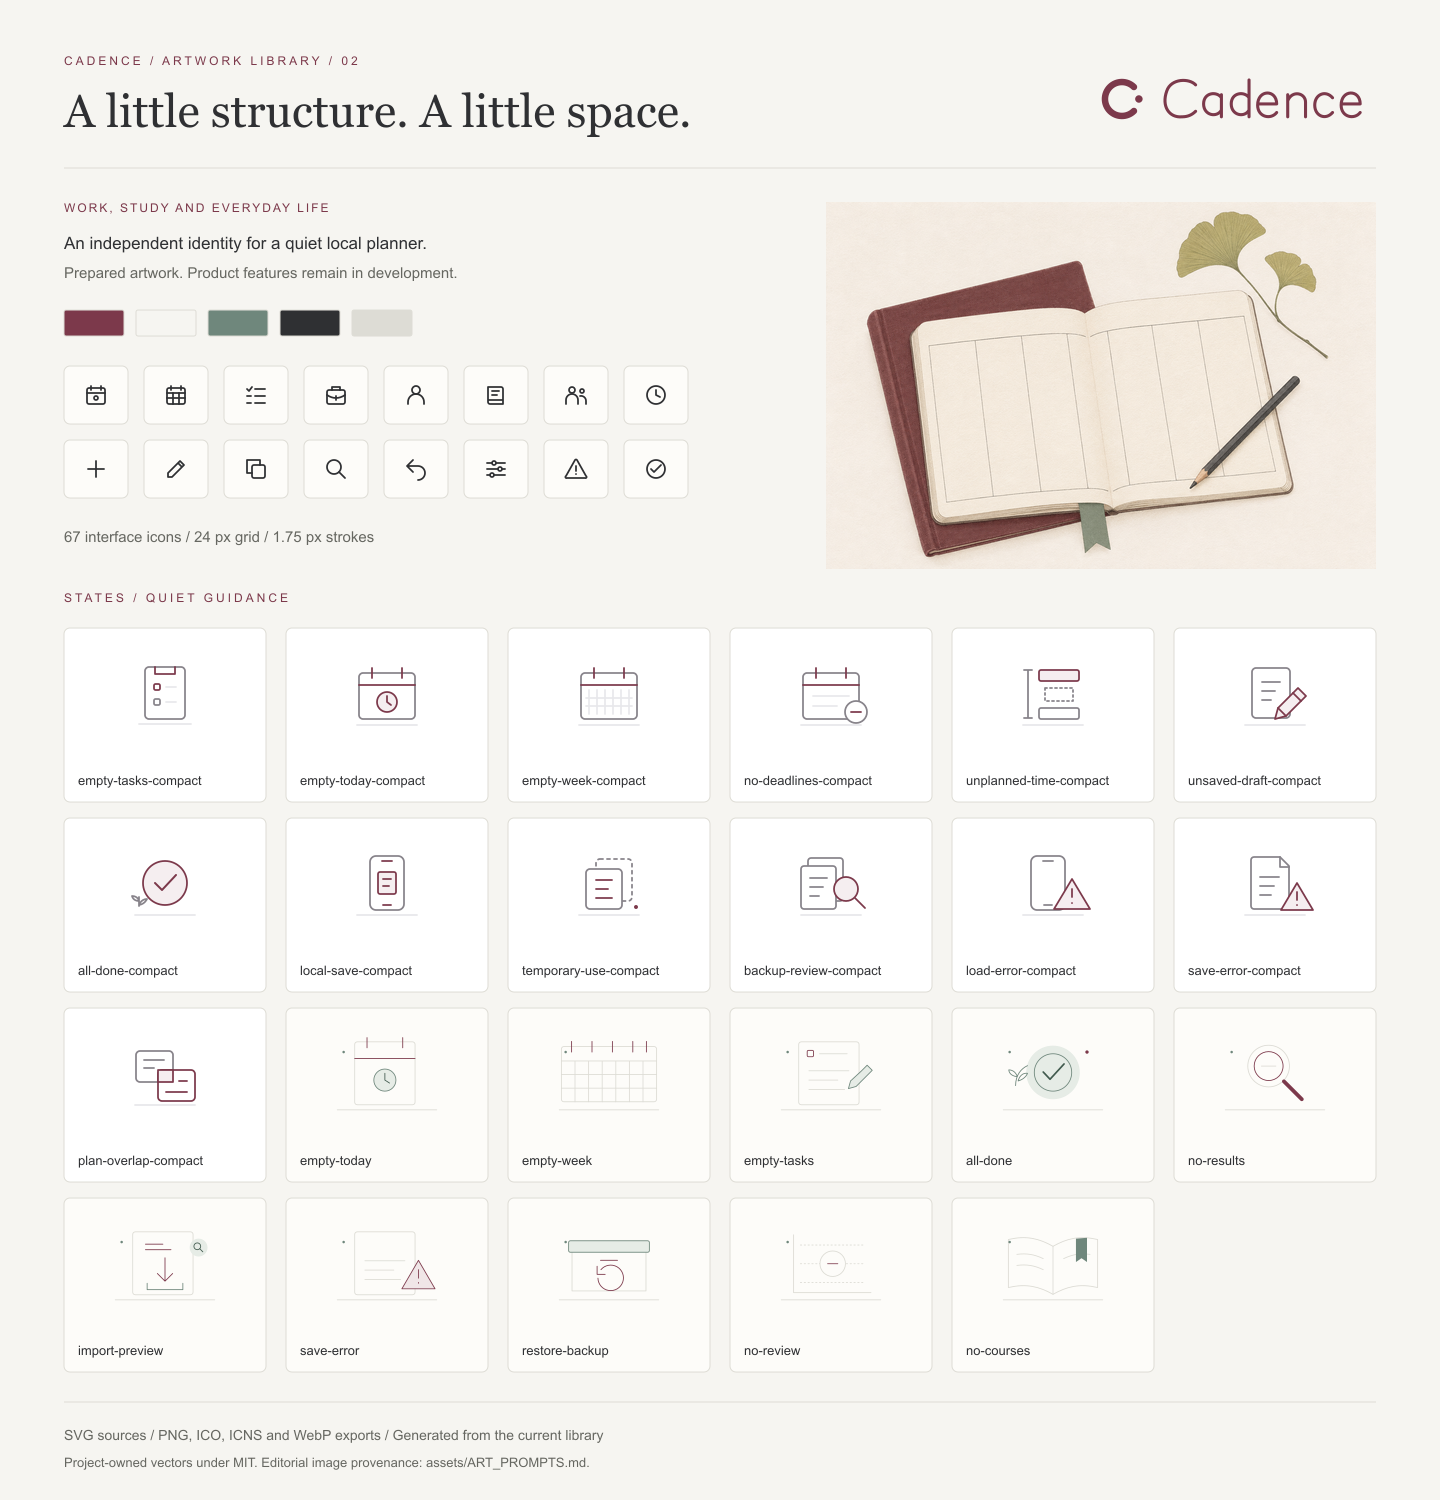 CADENCE / ARTWORK LIBRARY / 02
A little structure. A little space.
Cadence
WORK, STUDY AND EVERYDAY LIFE
An independent identity for a quiet local planner.
Prepared artwork. Product features remain in development.
67 interface icons / 24 px grid / 1.75 px strokes
STATES / QUIET GUIDANCE
empty-tasks-compact
empty-today-compact
empty-week-compact
no-deadlines-compact
unplanned-time-compact
unsaved-draft-compact
all-done-compact
local-save-compact
temporary-use-compact
backup-review-compact
load-error-compact
save-error-compact
plan-overlap-compact
empty-today
empty-week
empty-tasks
all-done
no-results
import-preview
save-error
restore-backup
no-review
no-courses
SVG sources / PNG, ICO, ICNS and WebP exports / Generated from the current library
Project-owned vectors under MIT. Editorial image provenance: assets/ART_PROMPTS.md.